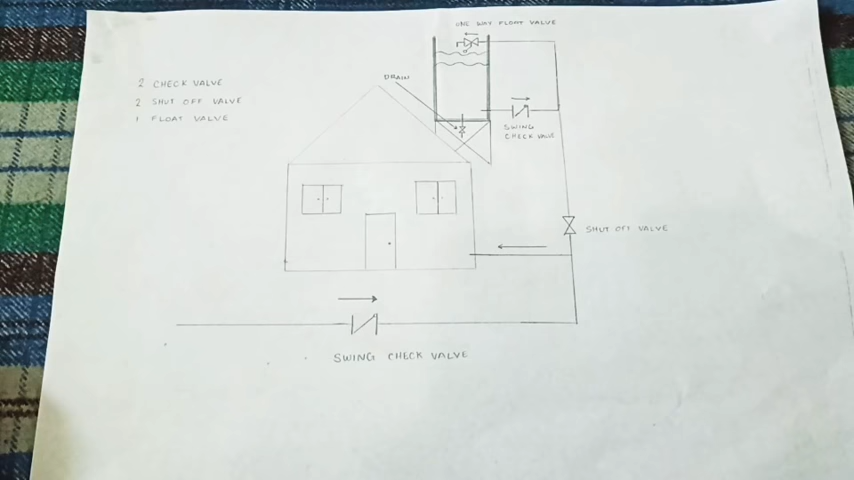 ONE WAY FLOAT VALVE
DRAIN
2 CHECK VALVE
2 SHUT OFF VALVE
1 FLOAT VALVE
SWING
CHECK VALVE
SHUT OFF VALVE
SWING CHECK VALVE